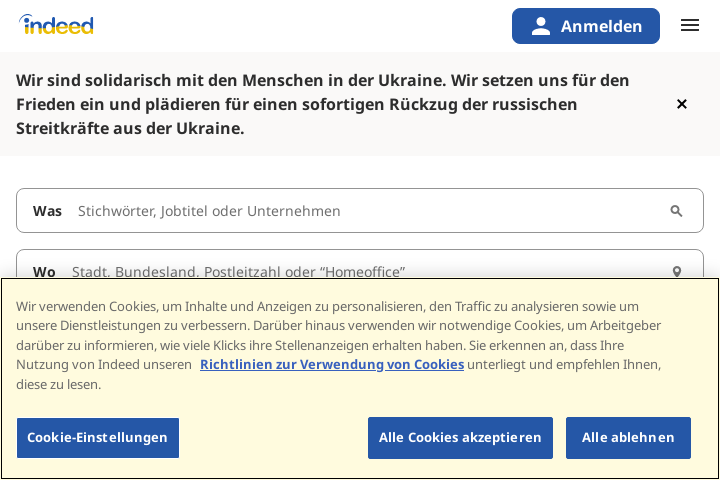 indeed
Anmelden
Wir sind solidarisch mit den Menschen in der Ukraine. Wir setzen uns für den
Frieden ein und plädieren für einen sofortigen Rückzug der russischen
Streitkräfte aus der Ukraine.
Was Stichwörter, Jobtitel oder Unternehmen
Wo Stadt, Bundesland, Postleitzahl oder “Homeoffice”
Wir verwenden Cookies, um Inhalte und Anzeigen zu personalisieren, den Traffic zu analysieren sowie um
unsere Dienstleistungen zu verbessern. Darüber hinaus verwenden wir notwendige Cookies, um Arbeitgeber
darüber zu informieren, wie viele Klicks ihre Stellenanzeigen erhalten haben. Sie erkennen an, dass Ihre
Nutzung von Indeed unseren Richtlinien zur Verwendung von Cookies unterliegt und empfehlen Ihnen,
diese zu lesen.
Cookie-Einstellungen
Alle Cookies akzeptieren
Alle ablehnen